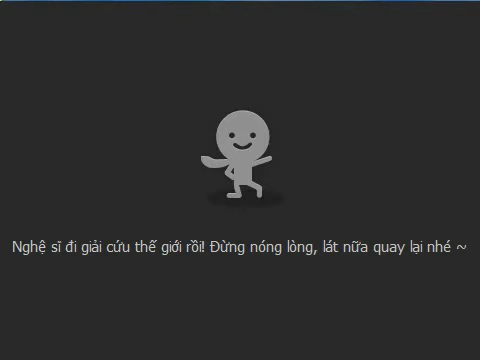 Nghệ sĩ đi giải cứu thế giới rồi! Đừng nóng lòng, lát nữa quay lại nhé ~